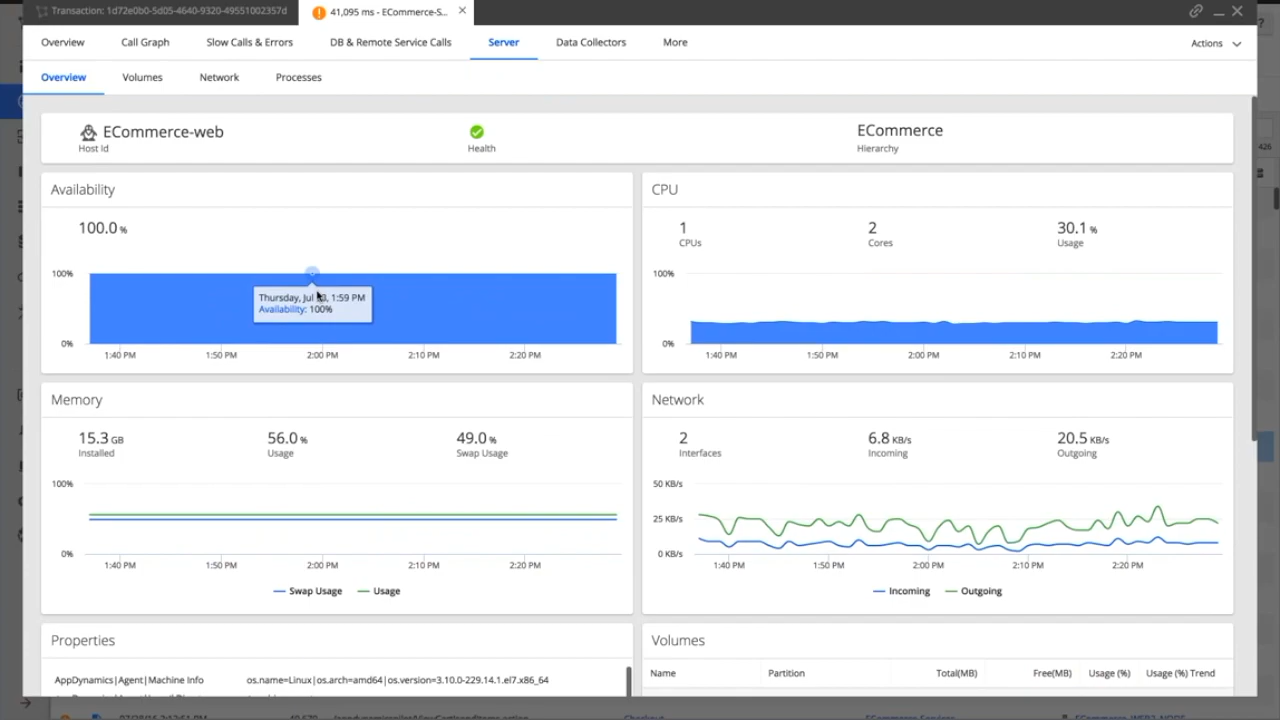 Transaction: 1d72e0b0-5d05-4640-9320-49551002357d
41,095 ms - ECommerce-S...
Overview Call Graph Slow Calls & Errors DB & Remote Service Calls Server Data Collectors More Actions
Overview Volumes Network Processes
ECommerce-web ECommerce
Host Id Health Hierarchy
426
Availability
100.0 %
100%
Thursday, Jul 1:59 PM
Availability: 100%
0%
1:40 PM 1:50 PM 2:00 PM 2:10 PM 2:20 PM
CPU
1 2 30.1 %
CPUs Cores Usage
100%
0%
1:40 PM 1:50 PM 2:00 PM 2:10 PM 2:20 PM
Memory
15.3 GB 56.0 % 49.0 %
Installed Usage Swap Usage
100%
0%
1:40 PM 1:50 PM 2:00 PM 2:10 PM 2:20 PM
Swap Usage Usage
Network
2 6.8 KB/s 20.5 KB/s
Interfaces Incoming Outgoing
50 KB/s
25 KB/s
0 KB/s
1:40 PM 1:50 PM 2:00 PM 2:10 PM 2:20 PM
Incoming Outgoing
Properties
AppDynamics|Agent|Machine Info os.name=Linux|os.arch=amd64|os.version=3.10.0-229.14.1.el7.x86_64
Volumes
Name Partition Total(MB) Free(MB) Usage (%) Usage (%) Trend